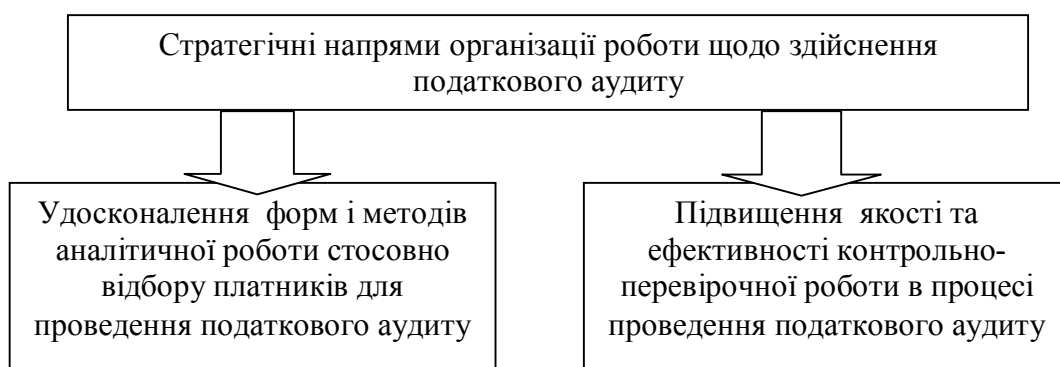 Стратегічні напрями організації роботи щодо здійснення
податкового аудиту
Удосконалення форм і методів
аналітичної роботи стосовно
відбору платників для
проведення податкового аудиту
Підвищення якості та
ефективності контрольно-
перевірочної роботи в процесі
проведення податкового аудиту